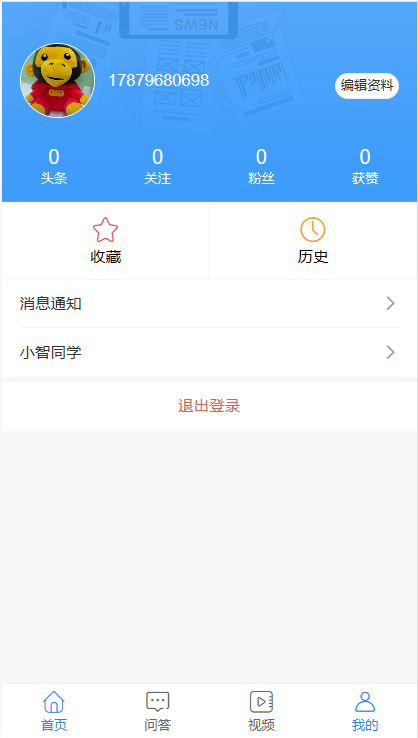 NEWS
17879680698
编辑资料
0 0 0 0
头条 关注 粉丝 获赞
收藏 历史
消息通知
小智同学
退出登录
首页 问答 视频 我的